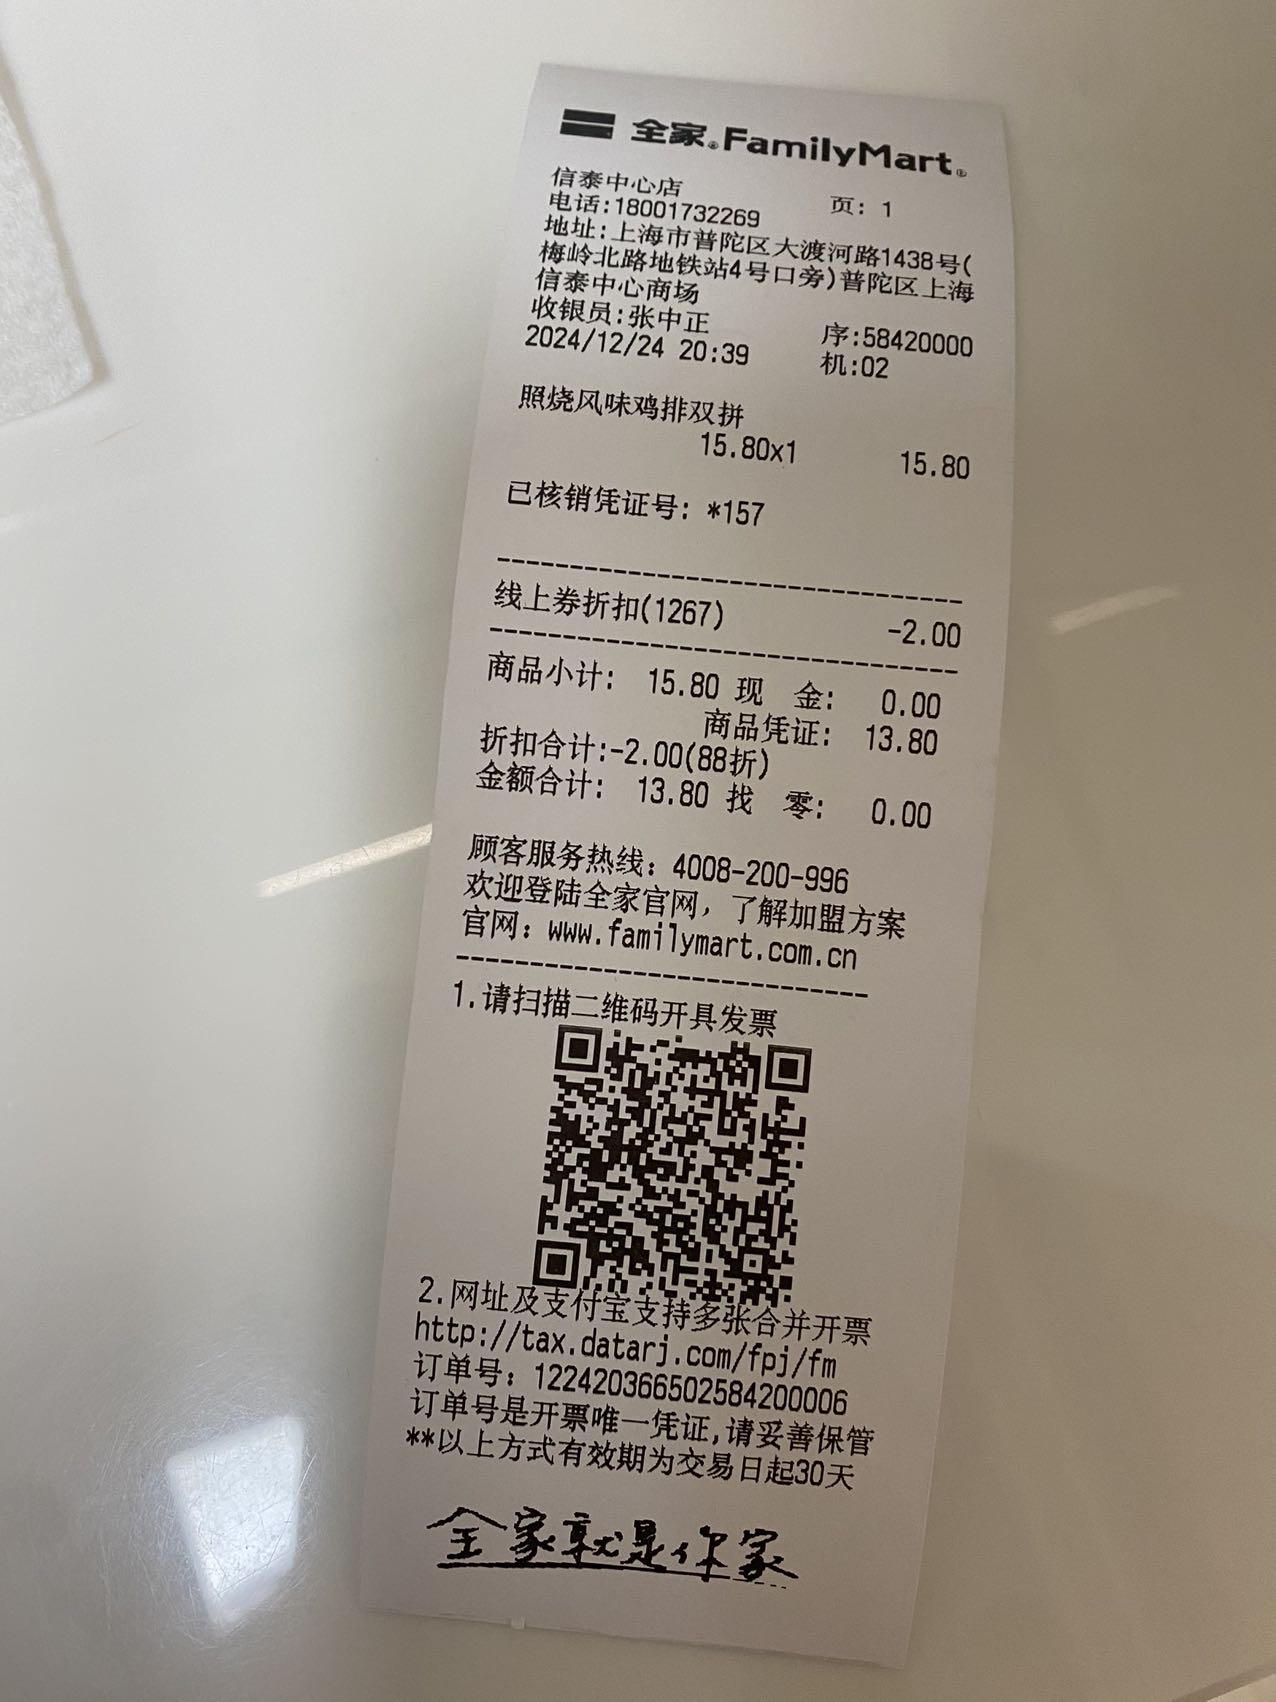 全家®FamilyMart®
信泰中心店 页: 1
电话:18001732269
地址:上海市普陀区大渡河路1438号(
梅岭北路地铁站4号口旁)普陀区上海
信泰中心商场
收银员:张中正 序:58420000
2024/12/24 20:39 机:02
照烧风味鸡排双拼
15.80x1 15.80
已核销凭证号: *157
线上券折扣(1267) -2.00
商品小计: 15.80 现 金: 0.00
商品凭证: 13.80
折扣合计:-2.00(88折)
金额合计: 13.80 找 零: 0.00
顾客服务热线: 4008-200-996
欢迎登陆全家官网, 了解加盟方案
官网: www.familymart.com.cn
1.请扫描二维码开具发票
2.网址及支付宝支持多张合并开票
http://tax.datarj.com/fpj/fm
订单号: 122420366502584200006
订单号是开票唯一凭证,请妥善保管
**以上方式有效期为交易日起30天
全家就是你家